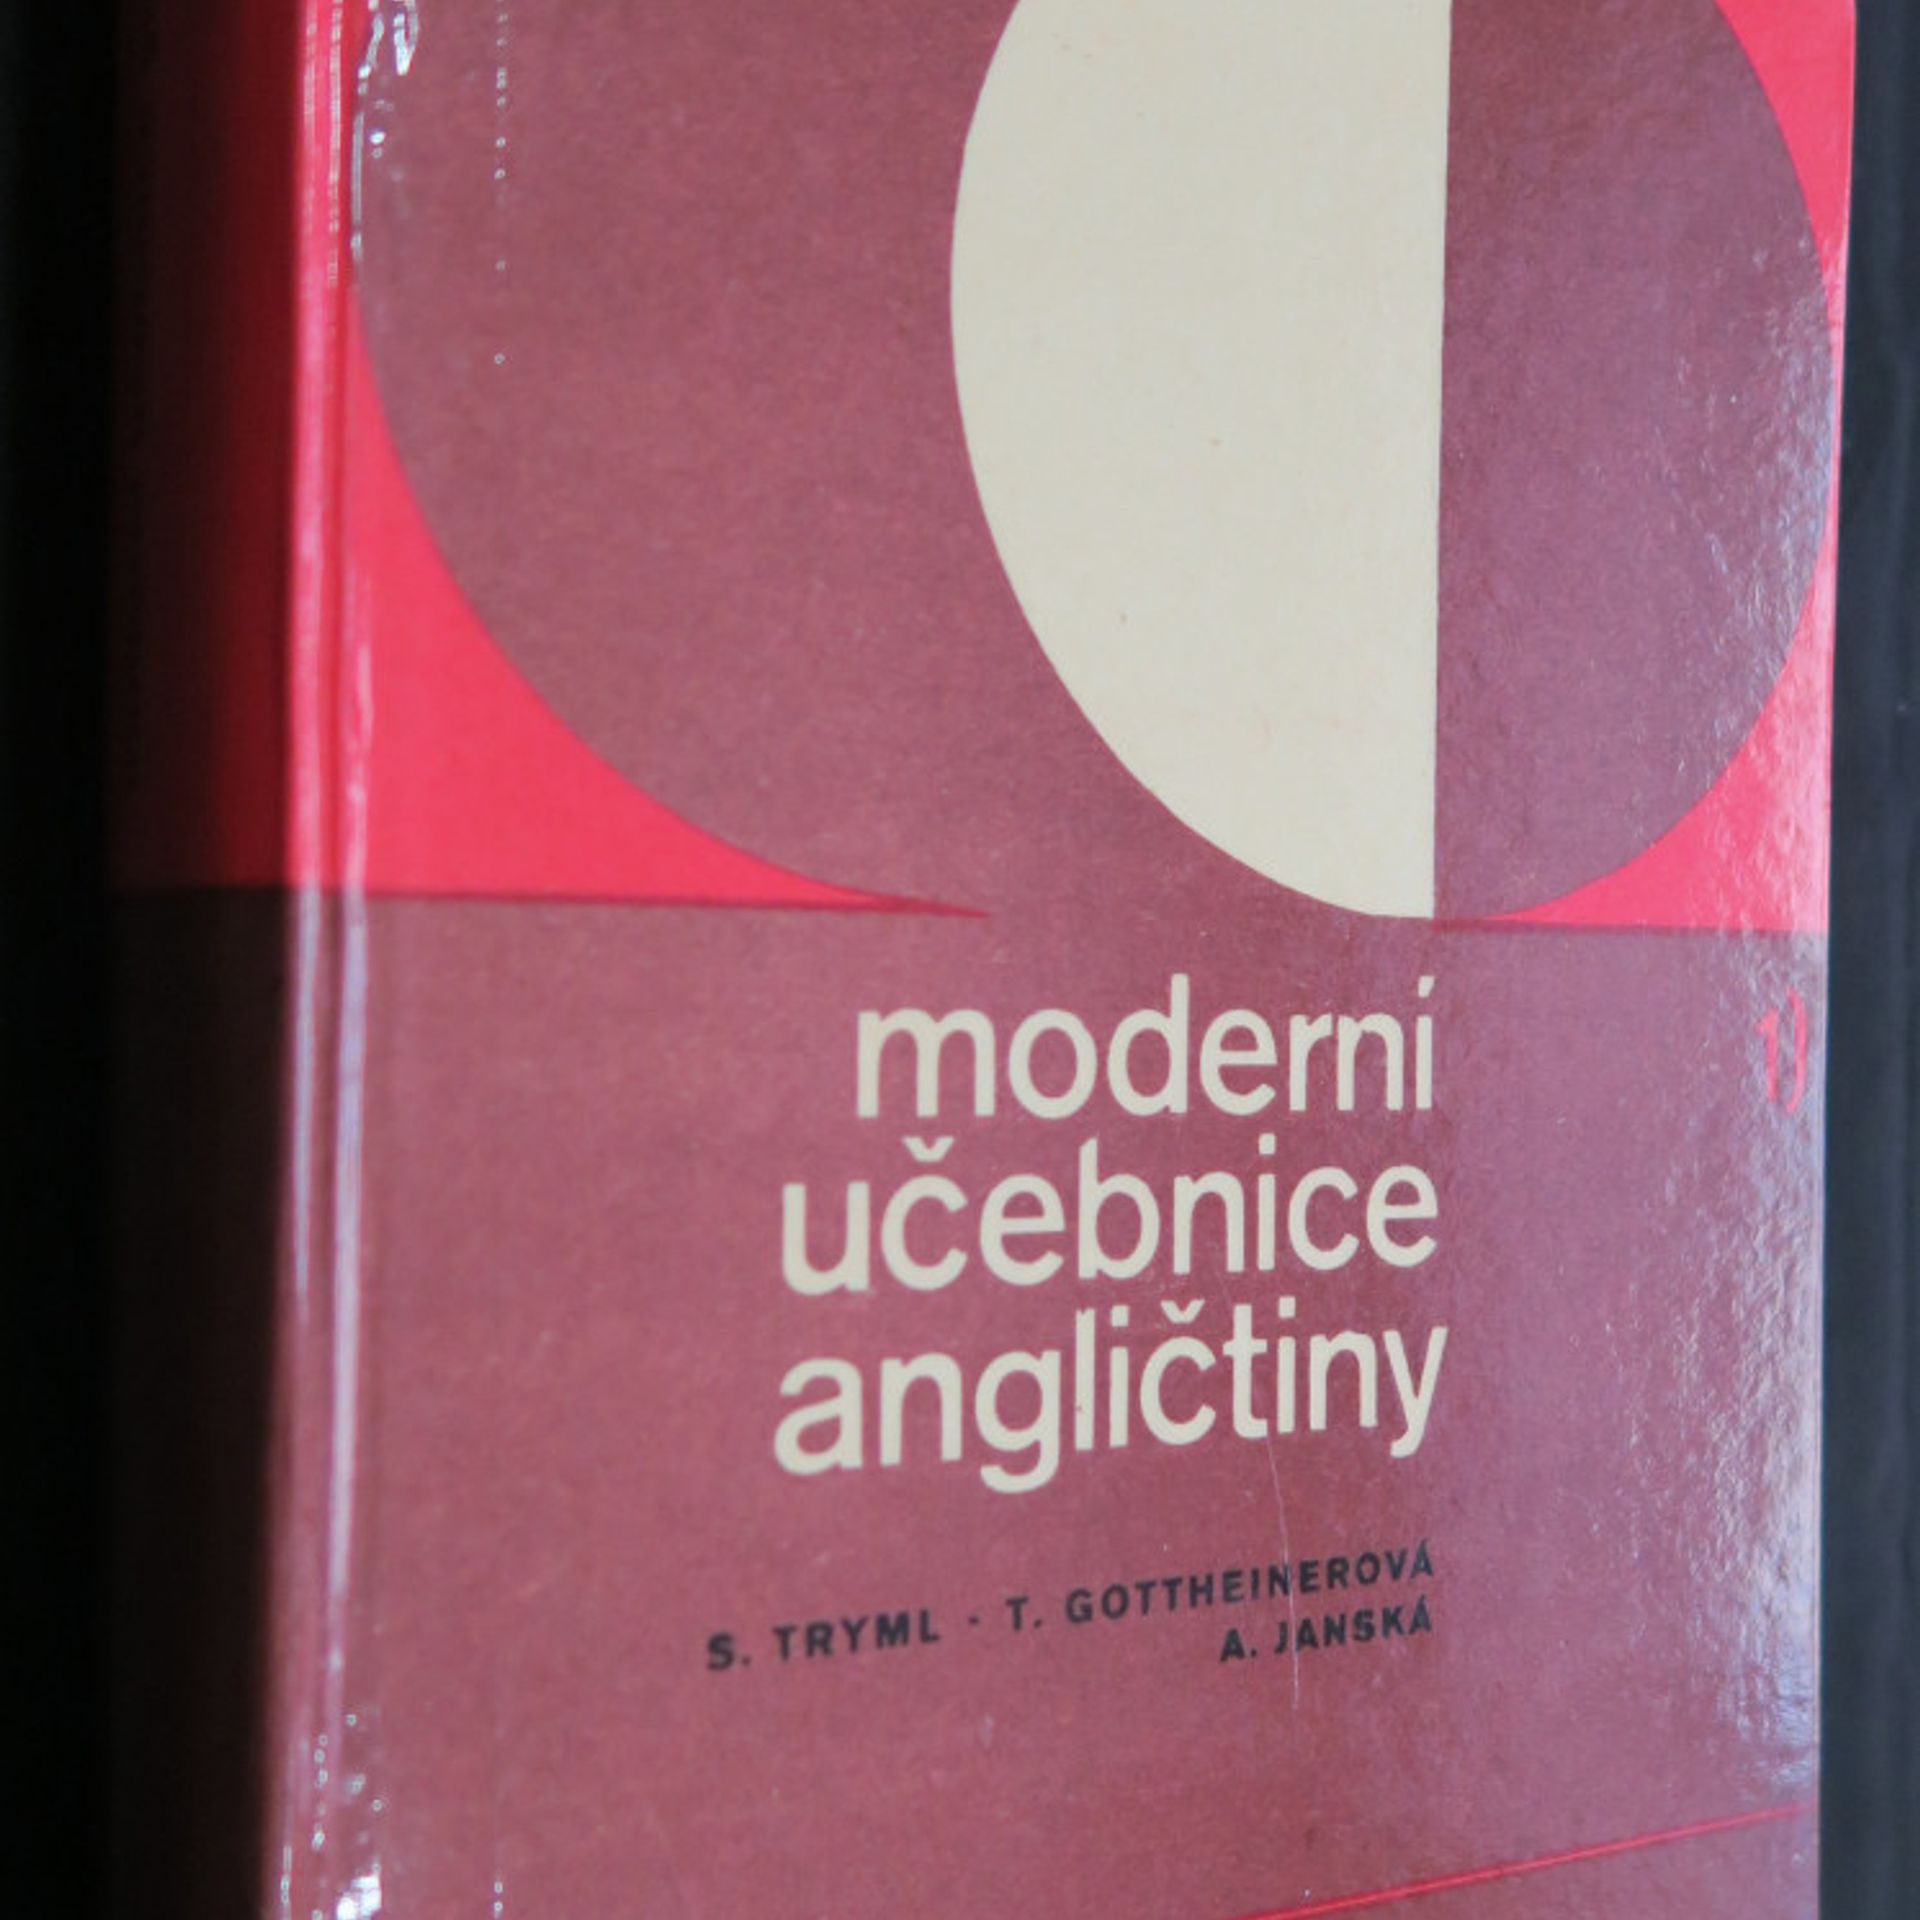 moderní
učebnice
angličtiny
S. TRYML · T. GOTTHEINEROVÁ
A. JANSKÁ